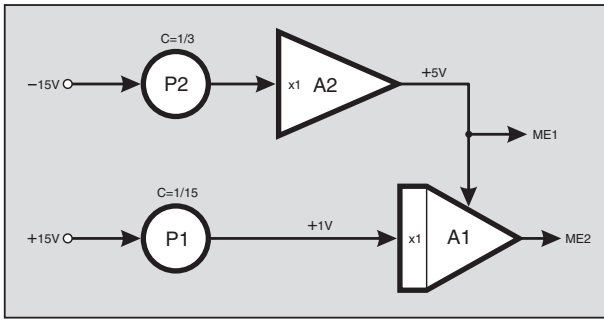 C=1/3
−15V
P2
x1
A2
+5V
ME1
C=1/15
+15V
P1
+1V
x1
A1
ME2